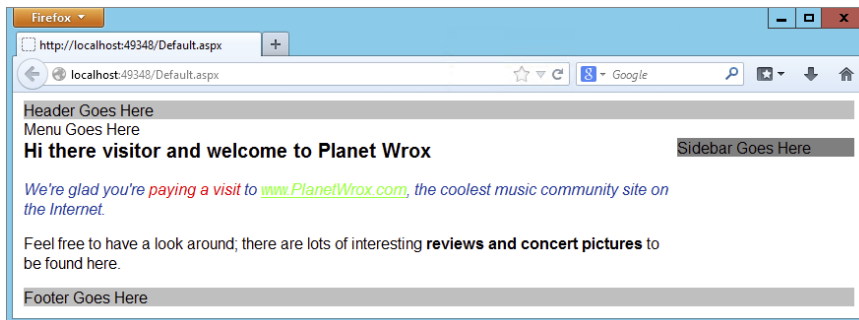 Firefox
http://localhost:49348/Default.aspx
localhost:49348/Default.aspx
Google
Header Goes Here
Menu Goes Here
Hi there visitor and welcome to Planet Wrox
Sidebar Goes Here
We're glad you're paying a visit to www.PlanetWrox.com, the coolest music community site on
the Internet.
Feel free to have a look around; there are lots of interesting reviews and concert pictures to
be found here.
Footer Goes Here